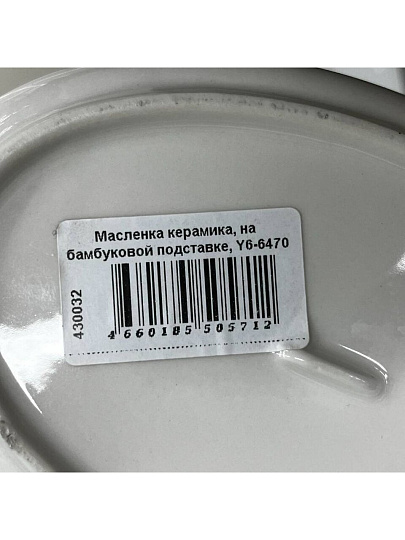 Масленка керамика, на
бамбуковой подставке, Y6-6470
430032
4 660185 505712